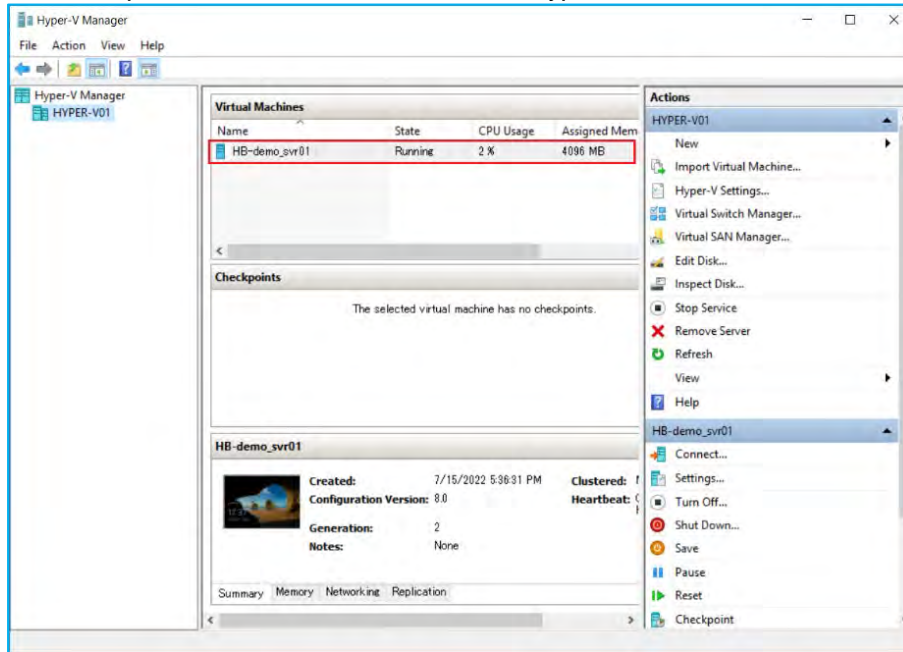 Hyper-V Manager
File Action View Help
Hyper-V Manager
HYPER-V01
Virtual Machines
Name State CPU Usage Assigned Mem
HB-demo_svr01 Running 2 % 4096 MB
Checkpoints
The selected virtual machine has no checkpoints.
HB-demo_svr01
Created: 7/15/2022 5:36:31 PM Clustered:
Configuration Version: 8.0 Heartbeat:
Generation: 2
Notes: None
Summary Memory Networking Replication
Actions
HYPER-V01
New
Import Virtual Machine...
Hyper-V Settings...
Virtual Switch Manager...
Virtual SAN Manager...
Edit Disk...
Inspect Disk...
Stop Service
Remove Server
Refresh
View
Help
HB-demo_svr01
Connect...
Settings...
Turn Off...
Shut Down...
Save
Pause
Reset
Checkpoint